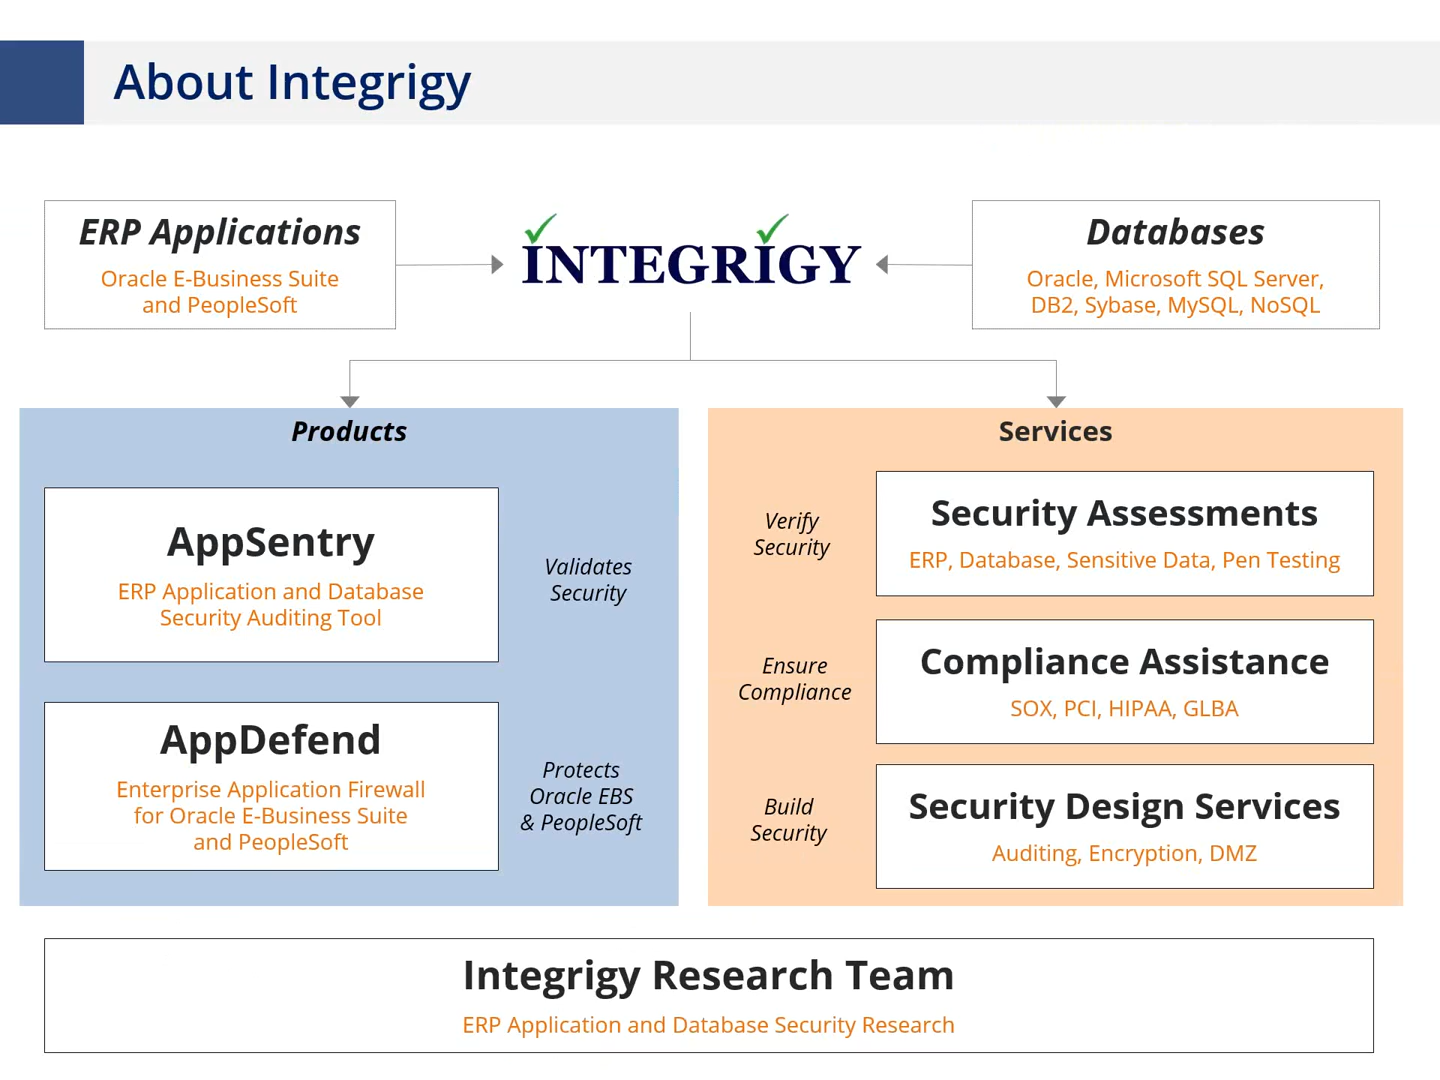 About Integrigy
ERP Applications
Oracle E-Business Suite
and PeopleSoft
INTEGRIGY
Databases
Oracle, Microsoft SQL Server,
DB2, Sybase, MySQL, NoSQL
Products
AppSentry
ERP Application and Database
Security Auditing Tool
Validates
Security
AppDefend
Enterprise Application Firewall
for Oracle E-Business Suite
and PeopleSoft
Protects
Oracle EBS
& PeopleSoft
Services
Verify
Security
Security Assessments
ERP, Database, Sensitive Data, Pen Testing
Ensure
Compliance
Compliance Assistance
SOX, PCI, HIPAA, GLBA
Build
Security
Security Design Services
Auditing, Encryption, DMZ
Integrigy Research Team
ERP Application and Database Security Research